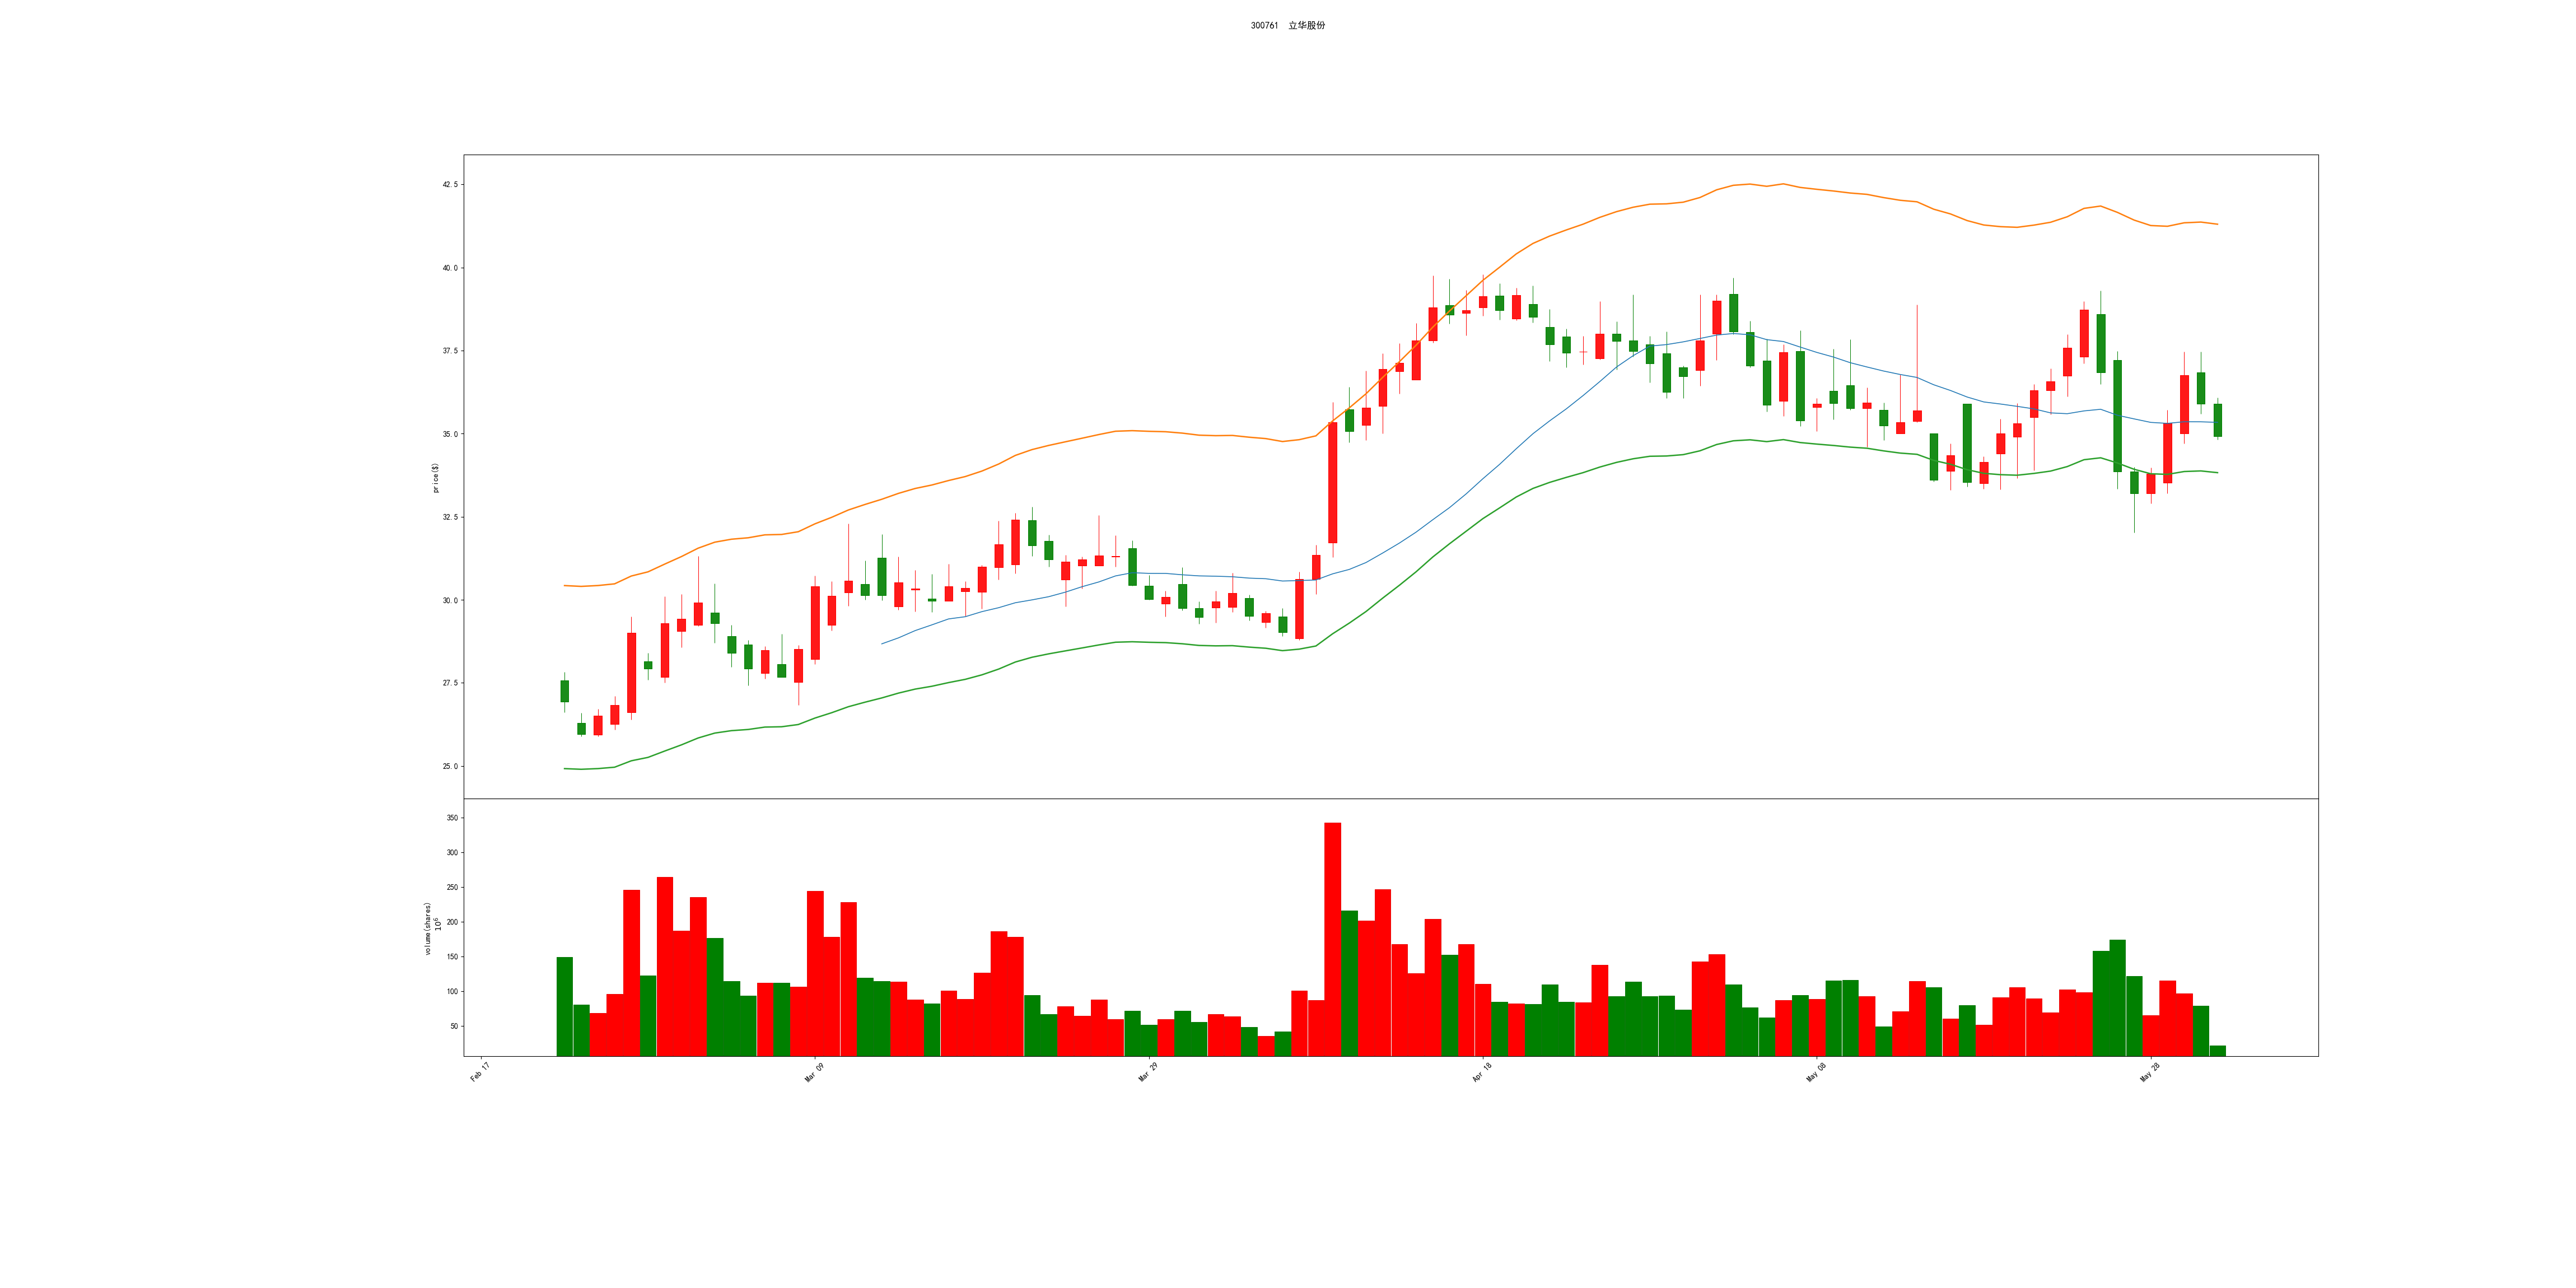 300761 立华股份
42.5
40.0
37.5
35.0
32.5
30.0
27.5
25.0
price($)
350
300
250
200
150
100
50
volume(shares)
10^6
Feb 17
Mar 09
Mar 29
Apr 18
May 08
May 28